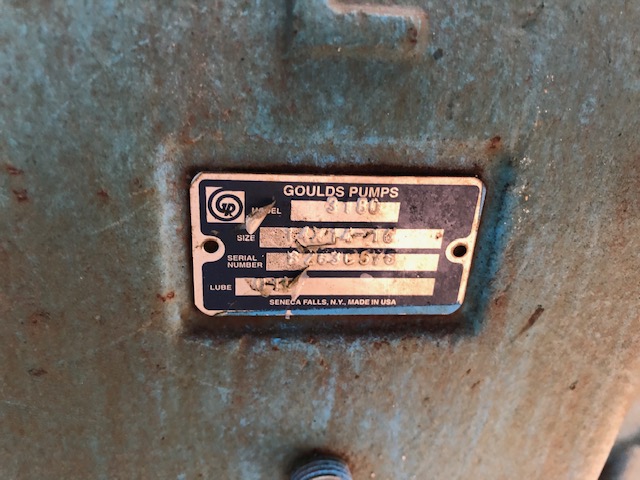 GOULDS PUMPS
MODEL 3180
SIZE
SERIAL
NUMBER
LUBE
SENECA FALLS, N.Y., MADE IN USA